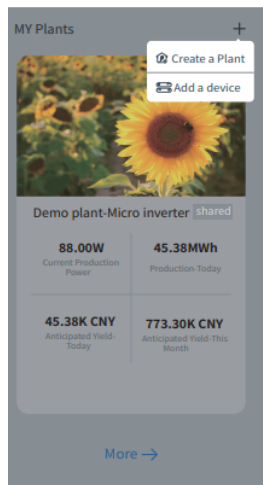 MY Plants
Create a Plant
Add a device
Demo plant-Micro inverter shared
88.00W
Current Production
Power
45.38MWh
Production-Today
45.38K CNY
Anticipated Yield-
Today
773.30K CNY
Anticipated Yield-This
Month
More